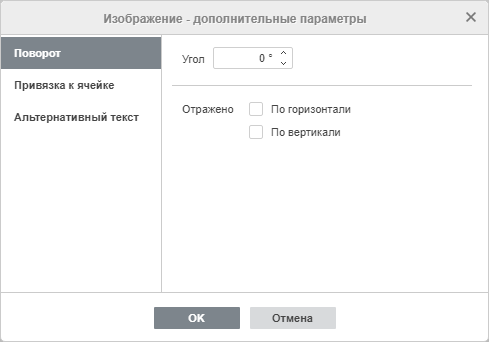 Изображение - дополнительные параметры
Поворот
Привязка к ячейке
Альтернативный текст
Угол 0 °
Отражено По горизонтали
По вертикали
OK Отмена